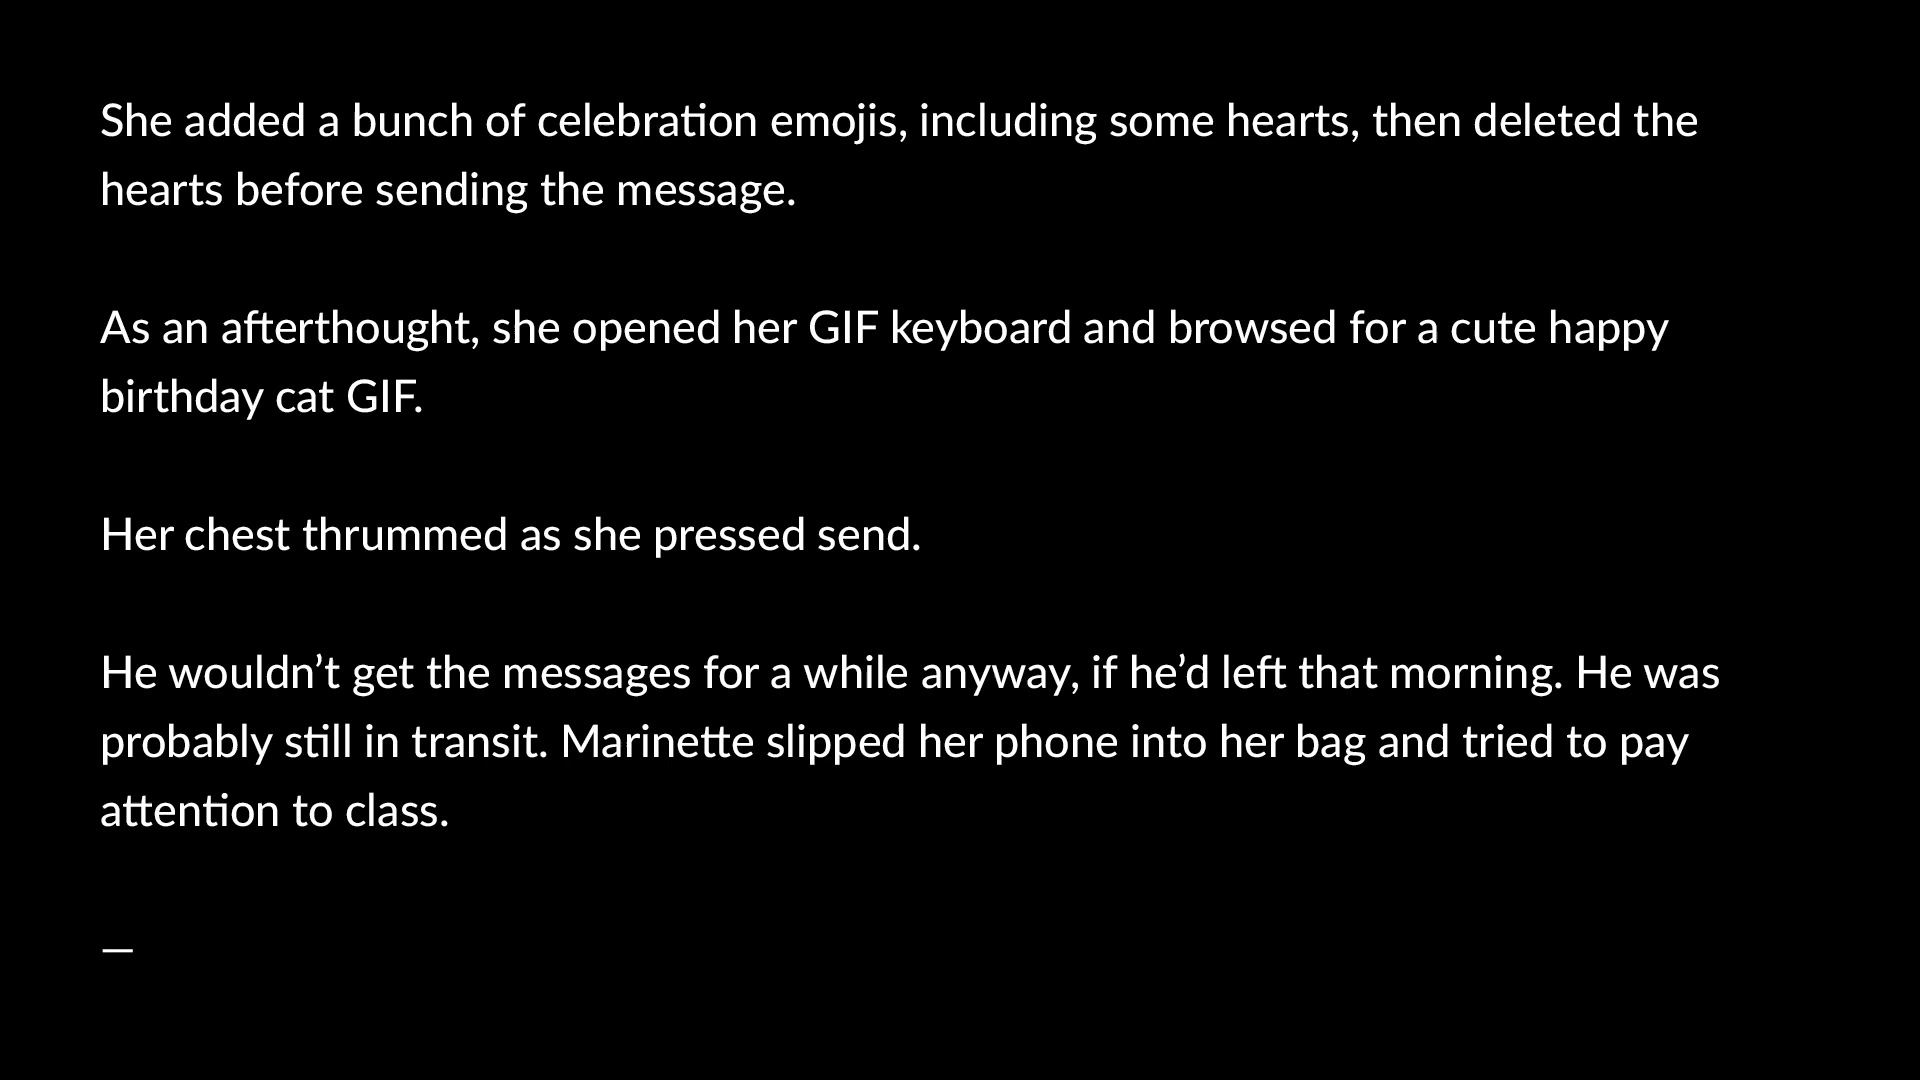 She added a bunch of celebration emojis, including some hearts, then deleted the
hearts before sending the message.
As an afterthought, she opened her GIF keyboard and browsed for a cute happy
birthday cat GIF.
Her chest thrummed as she pressed send.
He wouldn’t get the messages for a while anyway, if he’d left that morning. He was
probably still in transit. Marinette slipped her phone into her bag and tried to pay
attention to class.
—